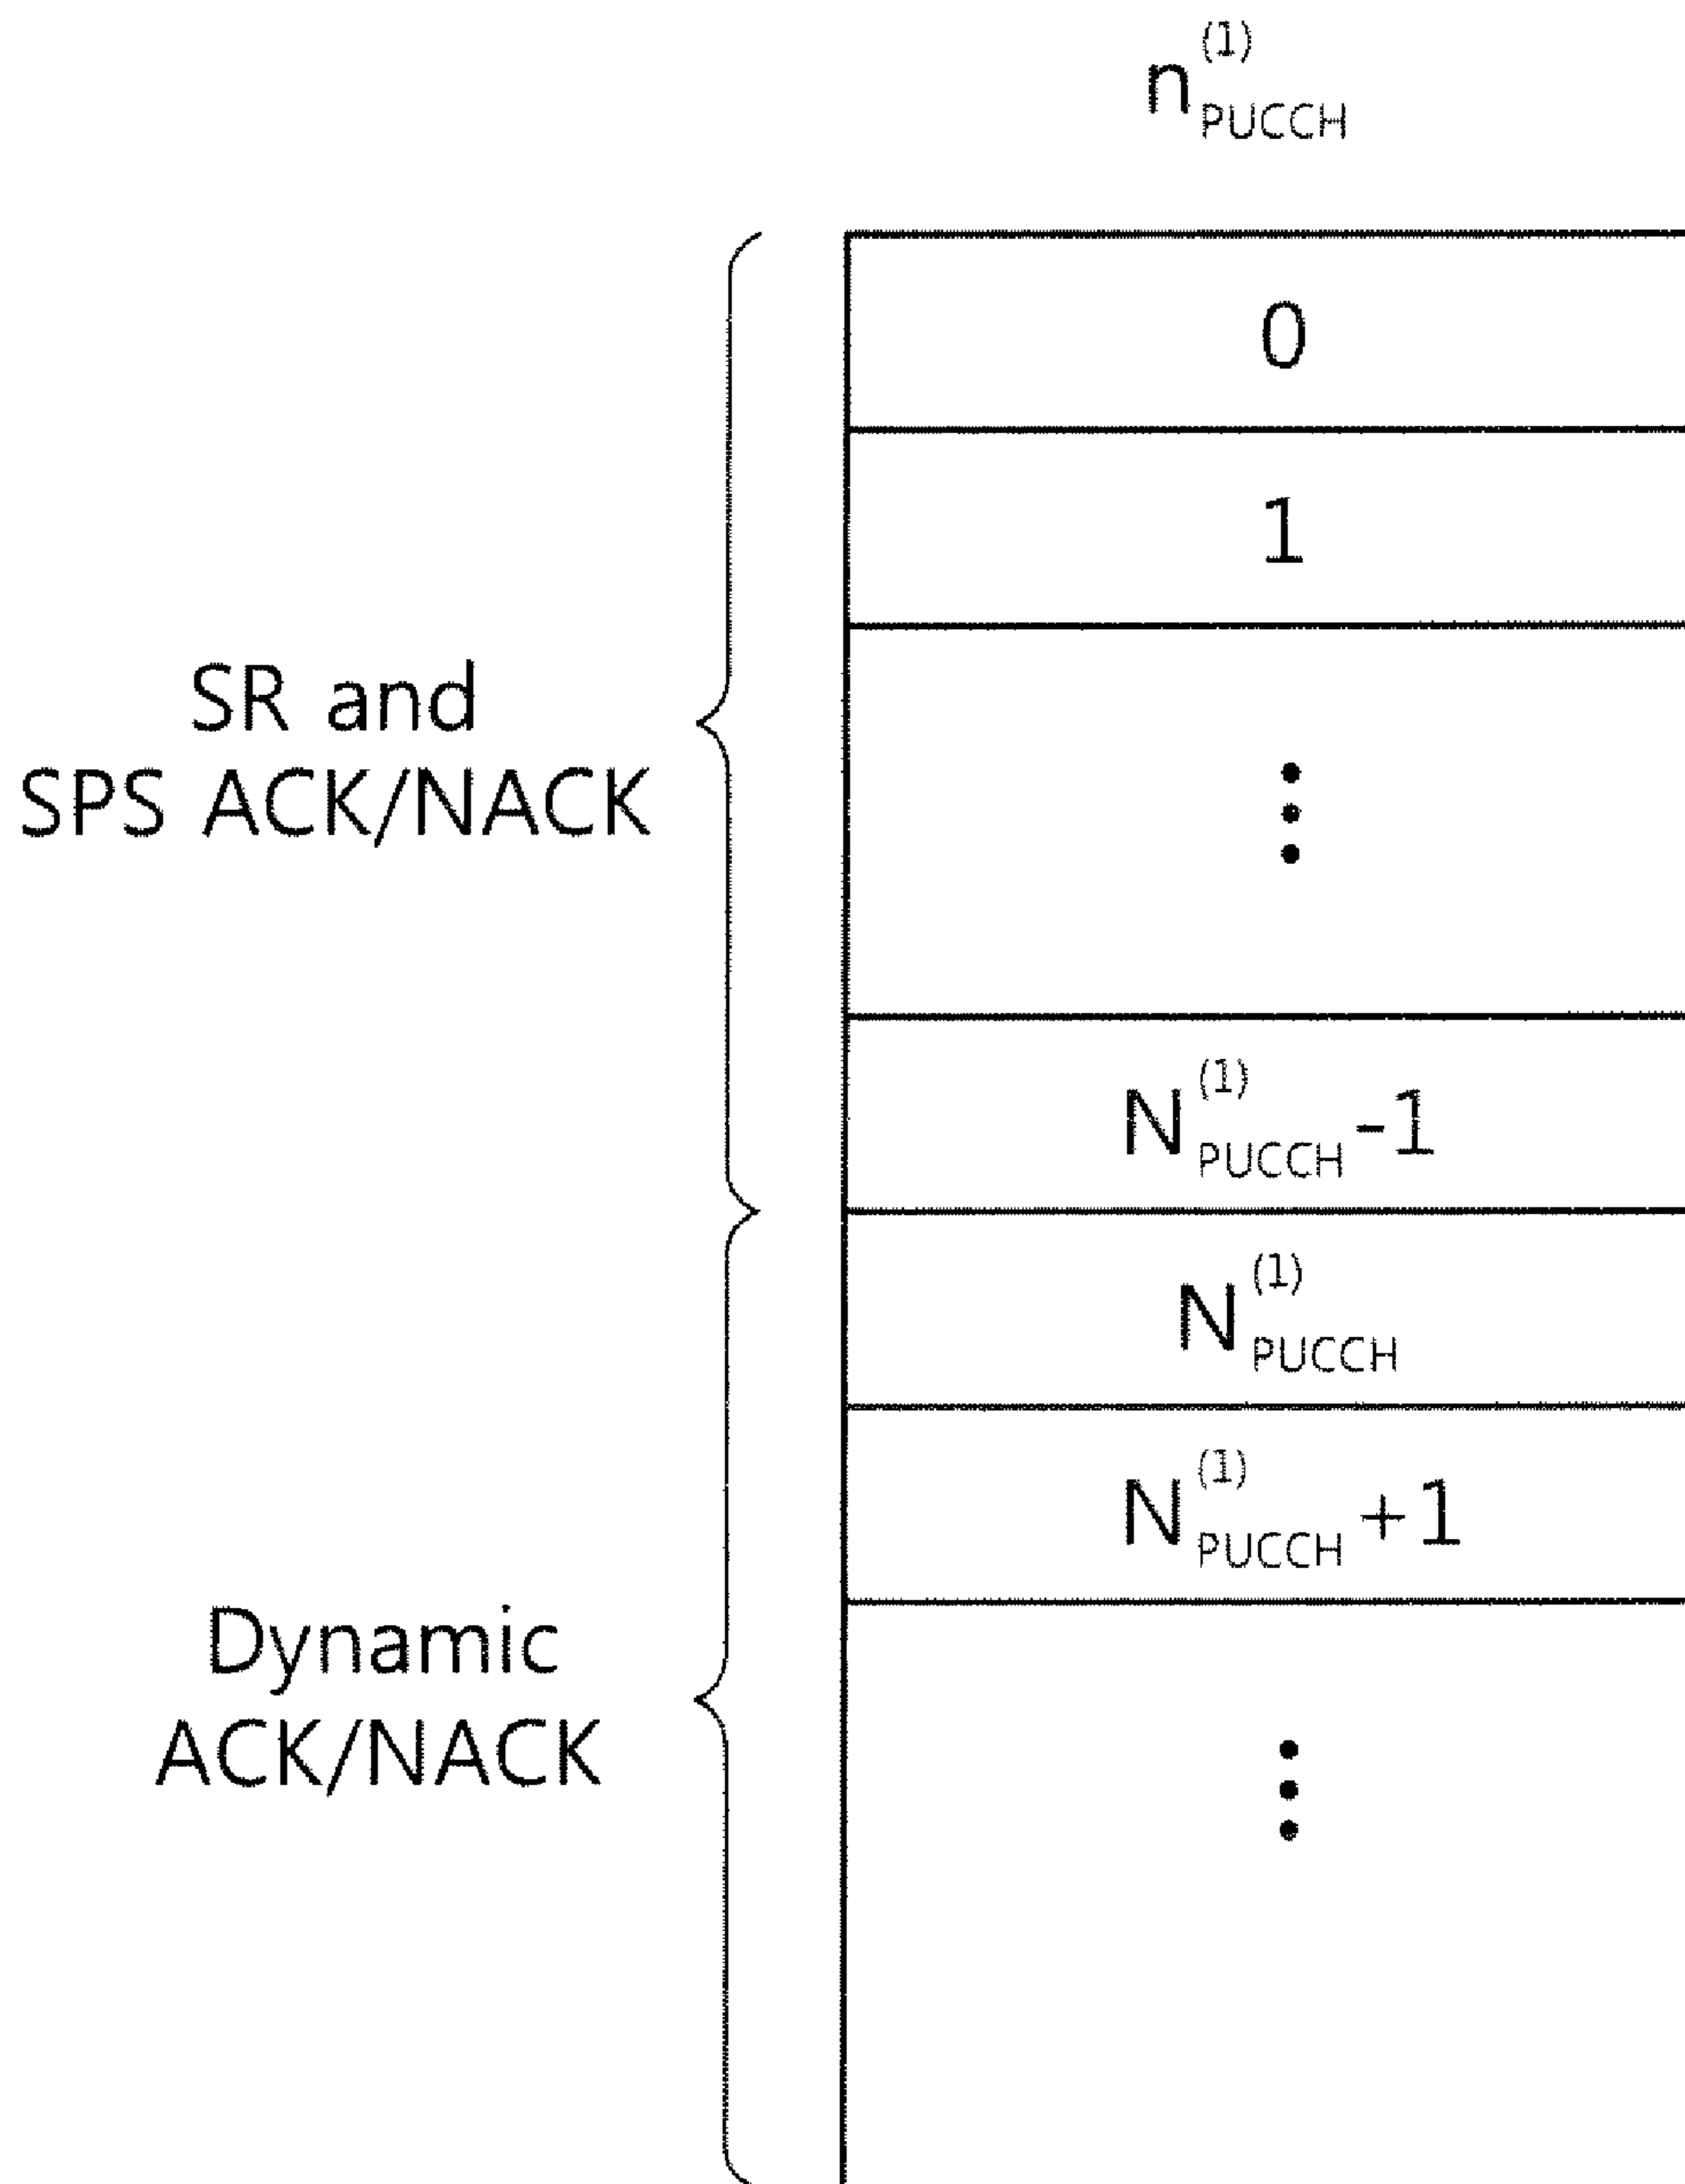 n^{(1)}_{PUCCH}
0
1
SR and
SPS ACK/NACK
⋮
N^{(1)}_{PUCCH}-1
N^{(1)}_{PUCCH}
N^{(1)}_{PUCCH}+1
Dynamic
ACK/NACK
⋮